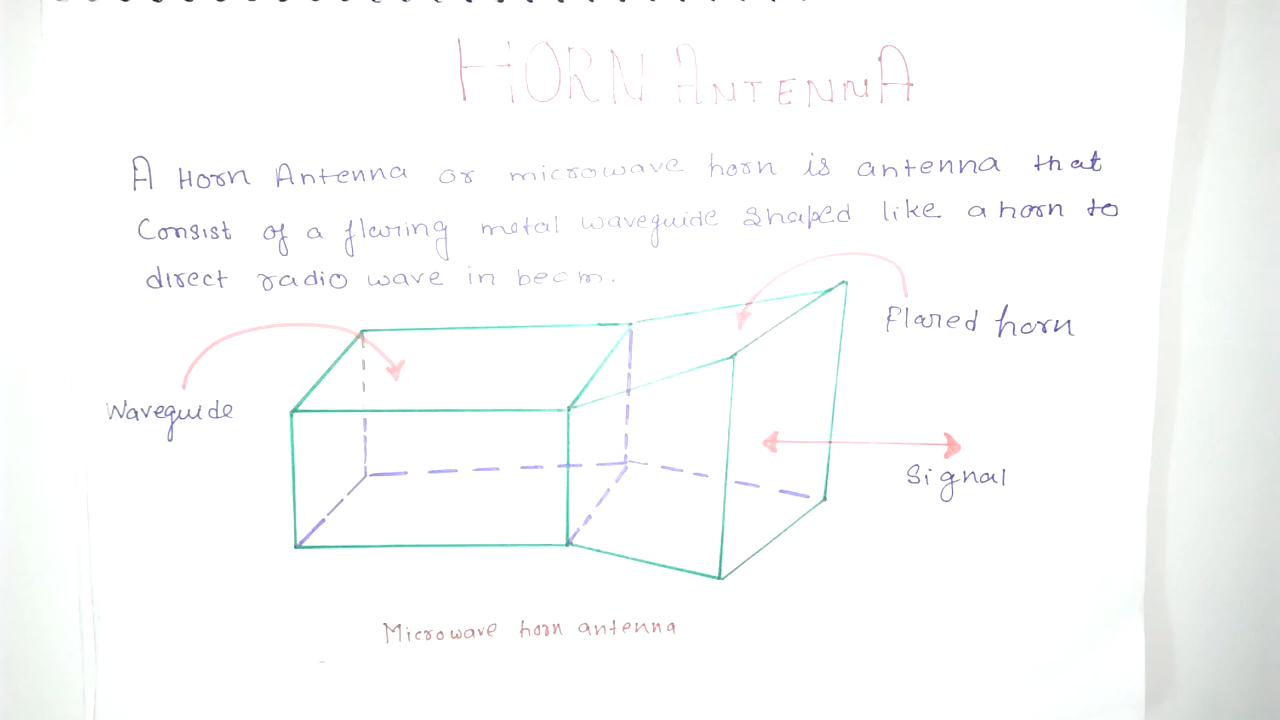 HORN ANTENNA
A Horn Antenna or microwave horn is antenna that
Consist of a flaring metal waveguide shaped like a horn to
direct radio wave in beam.
Flared horn
Waveguide
Signal
Microwave horn antenna